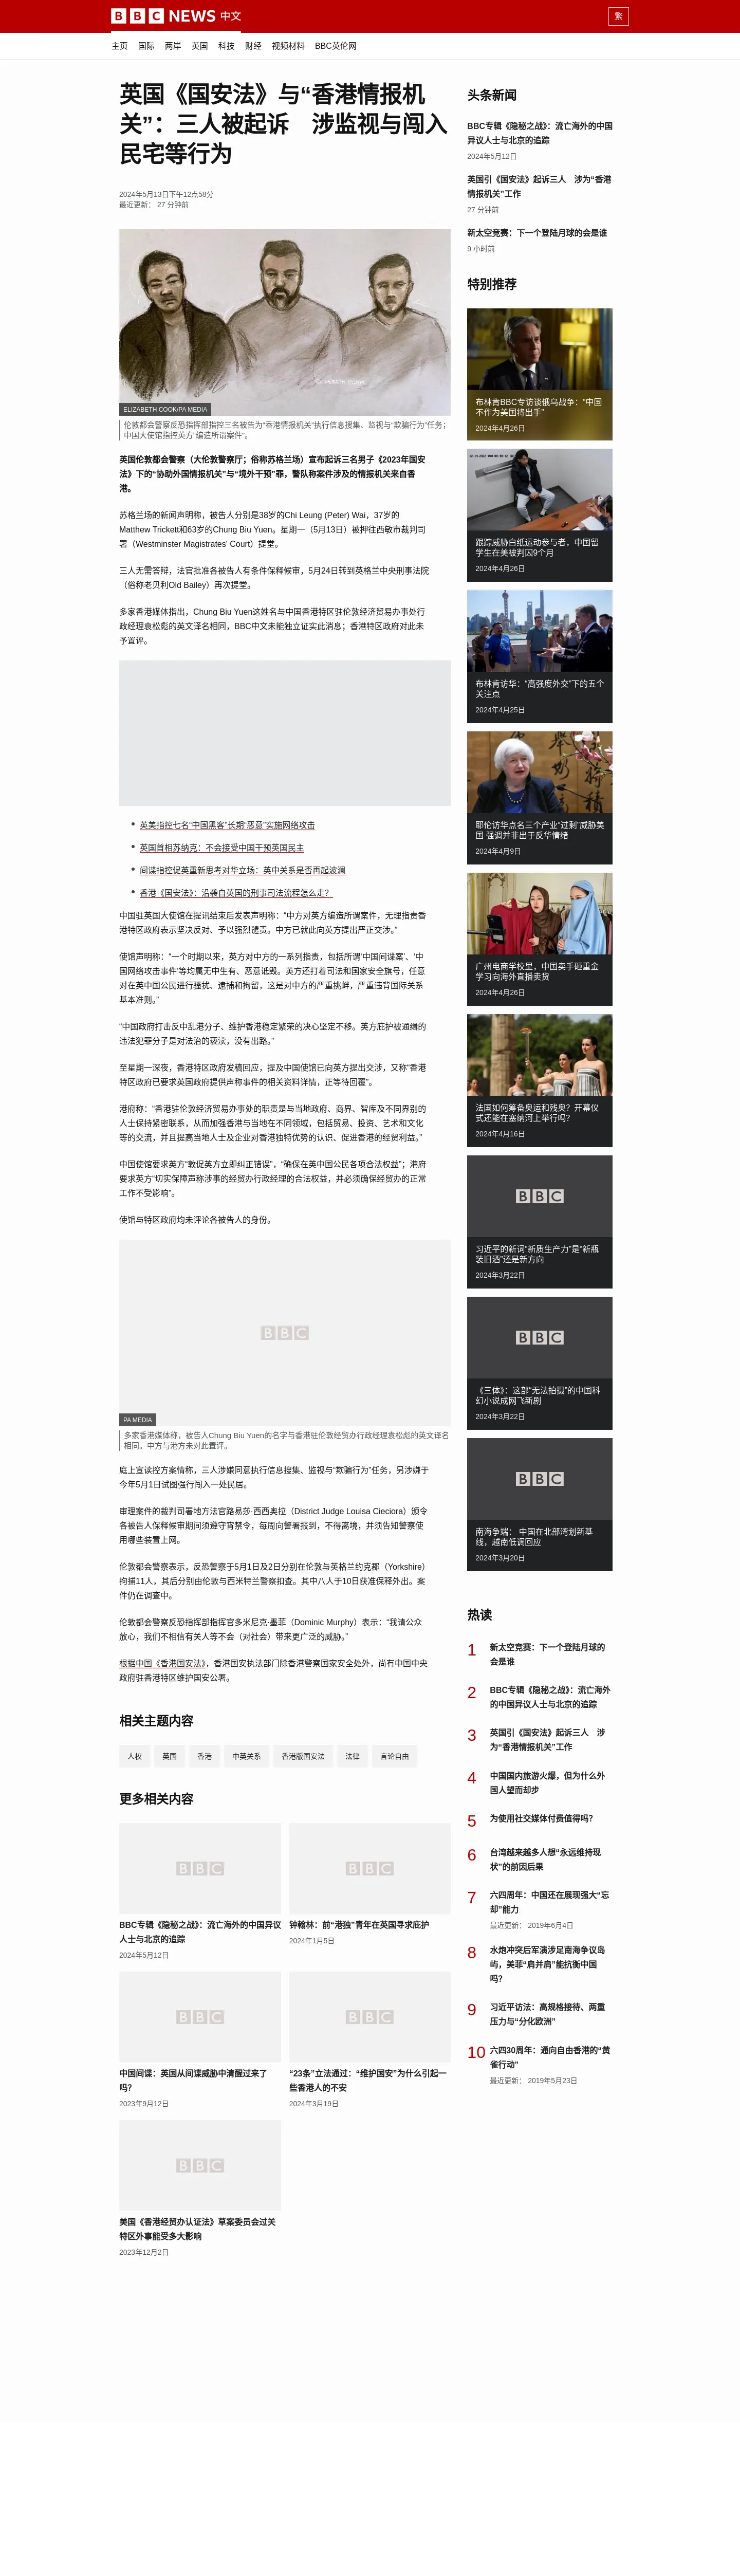 BBC NEWS 中文
繁
主页 国际 两岸 英国 科技 财经 视频材料 BBC英伦网
英国《国安法》与“香港情报机
关”：三人被起诉　涉监视与闯入
民宅等行为
2024年5月13日下午12点58分
最近更新： 27 分钟前
ELIZABETH COOK/PA MEDIA
伦敦都会警察反恐指挥部指控三名被告为“香港情报机关”执行信息搜集、监视与“欺骗行为”任务；
中国大使馆指控英方“编造所谓案件”。
英国伦敦都会警察（大伦敦警察厅；俗称苏格兰场）宣布起诉三名男子《2023年国安
法》下的“协助外国情报机关”与“境外干预”罪，警队称案件涉及的情报机关来自香
港。
苏格兰场的新闻声明称，被告人分别是38岁的Chi Leung (Peter) Wai，37岁的
Matthew Trickett和63岁的Chung Biu Yuen。星期一（5月13日）被押往西敏市裁判司
署（Westminster Magistrates' Court）提堂。
三人无需答辩，法官批准各被告人有条件保释候审，5月24日转到英格兰中央刑事法院
（俗称老贝利Old Bailey）再次提堂。
多家香港媒体指出，Chung Biu Yuen这姓名与中国香港特区驻伦敦经济贸易办事处行
政经理袁松彪的英文译名相同，BBC中文未能独立证实此消息；香港特区政府对此未
予置评。
英美指控七名“中国黑客”长期“恶意”实施网络攻击
英国首相苏纳克：不会接受中国干预英国民主
间谍指控促英重新思考对华立场：英中关系是否再起波澜
香港《国安法》：沿袭自英国的刑事司法流程怎么走？
中国驻英国大使馆在提讯结束后发表声明称：“中方对英方编造所谓案件，无理指责香
港特区政府表示坚决反对、予以强烈谴责。中方已就此向英方提出严正交涉。”
使馆声明称：“一个时期以来，英方对中方的一系列指责，包括所谓‘中国间谍案’、‘中
国网络攻击事件’等均属无中生有、恶意诋毁。英方还打着司法和国家安全旗号，任意
对在英中国公民进行骚扰、逮捕和拘留，这是对中方的严重挑衅，严重违背国际关系
基本准则。”
“中国政府打击反中乱港分子、维护香港稳定繁荣的决心坚定不移。英方庇护被通缉的
违法犯罪分子是对法治的亵渎，没有出路。”
至星期一深夜，香港特区政府发稿回应，提及中国使馆已向英方提出交涉，又称“香港
特区政府已要求英国政府提供声称事件的相关资料详情，正等待回覆”。
港府称：“香港驻伦敦经济贸易办事处的职责是与当地政府、商界、智库及不同界别的
人士保持紧密联系，从而加强香港与当地在不同领域，包括贸易、投资、艺术和文化
等的交流，并且提高当地人士及企业对香港独特优势的认识、促进香港的经贸利益。”
中国使馆要求英方“敦促英方立即纠正错误”，“确保在英中国公民各项合法权益”；港府
要求英方“切实保障声称涉事的经贸办行政经理的合法权益，并必须确保经贸办的正常
工作不受影响”。
使馆与特区政府均未评论各被告人的身份。
BBC
PA MEDIA
多家香港媒体称，被告人Chung Biu Yuen的名字与香港驻伦敦经贸办行政经理袁松彪的英文译名
相同。中方与港方未对此置评。
庭上宣读控方案情称，三人涉嫌同意执行信息搜集、监视与“欺骗行为”任务，另涉嫌于
今年5月1日试图强行闯入一处民居。
审理案件的裁判司署地方法官路易莎·西西奥拉（District Judge Louisa Cieciora）颁令
各被告人保释候审期间须遵守宵禁令，每周向警署报到，不得离境，并须告知警察使
用哪些装置上网。
伦敦都会警察表示，反恐警察于5月1日及2日分别在伦敦与英格兰约克郡（Yorkshire）
拘捕11人，其后分别由伦敦与西米特兰警察扣查。其中八人于10日获准保释外出。案
件仍在调查中。
伦敦都会警察反恐指挥部指挥官多米尼克·墨菲（Dominic Murphy）表示：“我请公众
放心，我们不相信有关人等不会（对社会）带来更广泛的威胁。”
根据中国《香港国安法》，香港国安执法部门除香港警察国家安全处外，尚有中国中央
政府驻香港特区维护国安公署。
相关主题内容
人权 英国 香港 中英关系 香港版国安法 法律 言论自由
更多相关内容
BBC
BBC专辑《隐秘之战》：流亡海外的中国异议
人士与北京的追踪
2024年5月12日
BBC
钟翰林：前“港独”青年在英国寻求庇护
2024年1月5日
BBC
中国间谍：英国从间谍威胁中清醒过来了
吗？
2023年9月12日
BBC
“23条”立法通过：“维护国安”为什么引起一
些香港人的不安
2024年3月19日
BBC
美国《香港经贸办认证法》草案委员会过关
特区外事能受多大影响
2023年12月2日
头条新闻
BBC专辑《隐秘之战》：流亡海外的中国
异议人士与北京的追踪
2024年5月12日
英国引《国安法》起诉三人　涉为“香港
情报机关”工作
27 分钟前
新太空竞赛：下一个登陆月球的会是谁
9 小时前
特别推荐
布林肯BBC专访谈俄乌战争：“中国
不作为美国将出手”
2024年4月26日
跟踪威胁白纸运动参与者，中国留
学生在美被判囚9个月
2024年4月26日
布林肯访华：“高强度外交”下的五个
关注点
2024年4月25日
耶伦访华点名三个产业“过剩”威胁美
国 强调并非出于反华情绪
2024年4月9日
广州电商学校里，中国卖手砸重金
学习向海外直播卖货
2024年4月26日
法国如何筹备奥运和残奥？开幕仪
式还能在塞纳河上举行吗？
2024年4月16日
BBC
习近平的新词“新质生产力”是“新瓶
装旧酒”还是新方向
2024年3月22日
BBC
《三体》：这部“无法拍摄”的中国科
幻小说成网飞新剧
2024年3月22日
BBC
南海争端： 中国在北部湾划新基
线，越南低调回应
2024年3月20日
热读
1 新太空竞赛：下一个登陆月球的
会是谁
2 BBC专辑《隐秘之战》：流亡海外
的中国异议人士与北京的追踪
3 英国引《国安法》起诉三人　涉
为“香港情报机关”工作
4 中国国内旅游火爆，但为什么外
国人望而却步
5 为使用社交媒体付费值得吗？
6 台湾越来越多人想“永远维持现
状”的前因后果
7 六四周年：中国还在展现强大“忘
却”能力
最近更新： 2019年6月4日
8 水炮冲突后军演涉足南海争议岛
屿，美菲“肩并肩”能抗衡中国
吗？
9 习近平访法：高规格接待、两重
压力与“分化欧洲”
10 六四30周年：通向自由香港的“黄
雀行动”
最近更新： 2019年5月23日